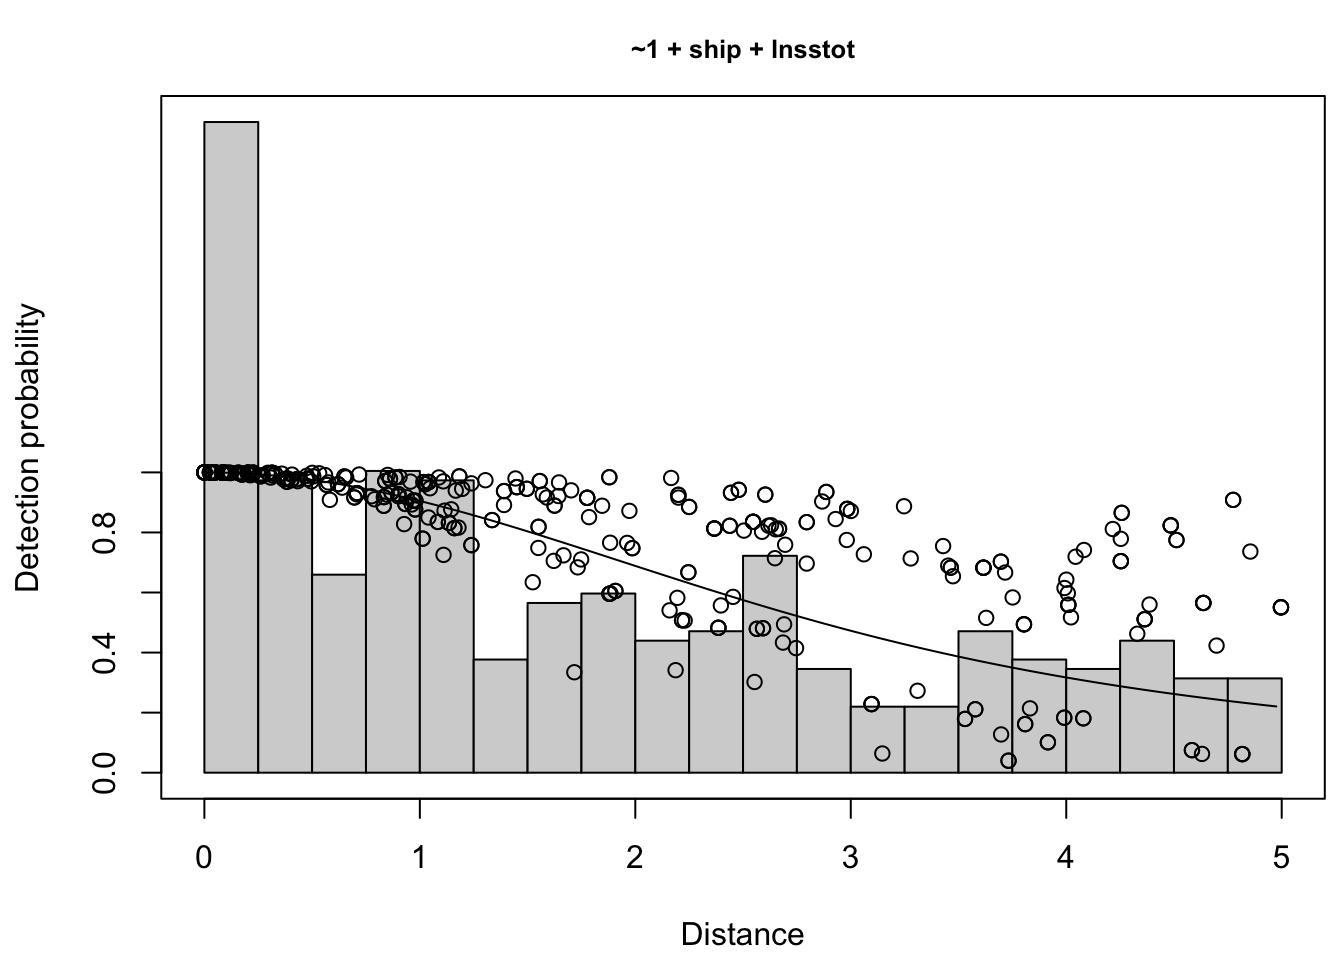 ~1 + ship + lnsstot
Detection probability
0.8
0.4
0.0
0 1 2 3 4 5
Distance